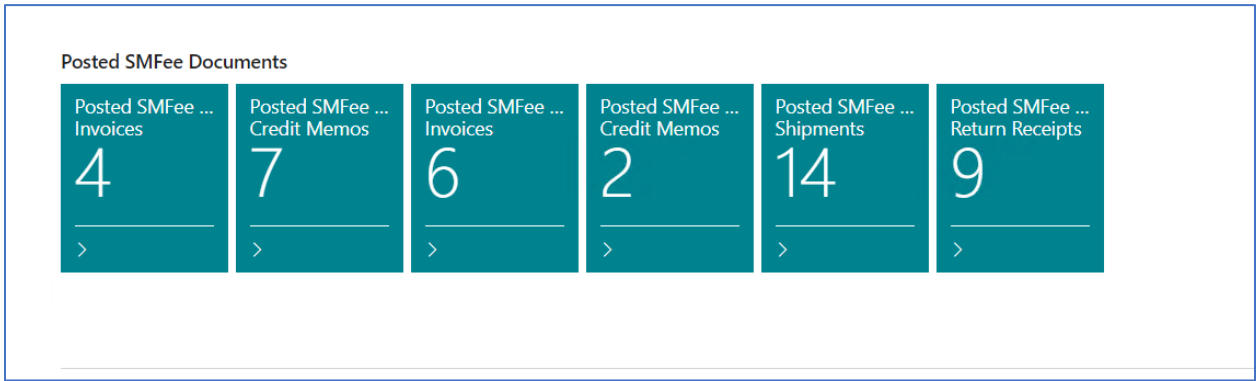 Posted SMFee Documents
Posted SMFee ...
Invoices
4
Posted SMFee ...
Credit Memos
7
Posted SMFee ...
Invoices
6
Posted SMFee ...
Credit Memos
2
Posted SMFee ...
Shipments
14
Posted SMFee ...
Return Receipts
9